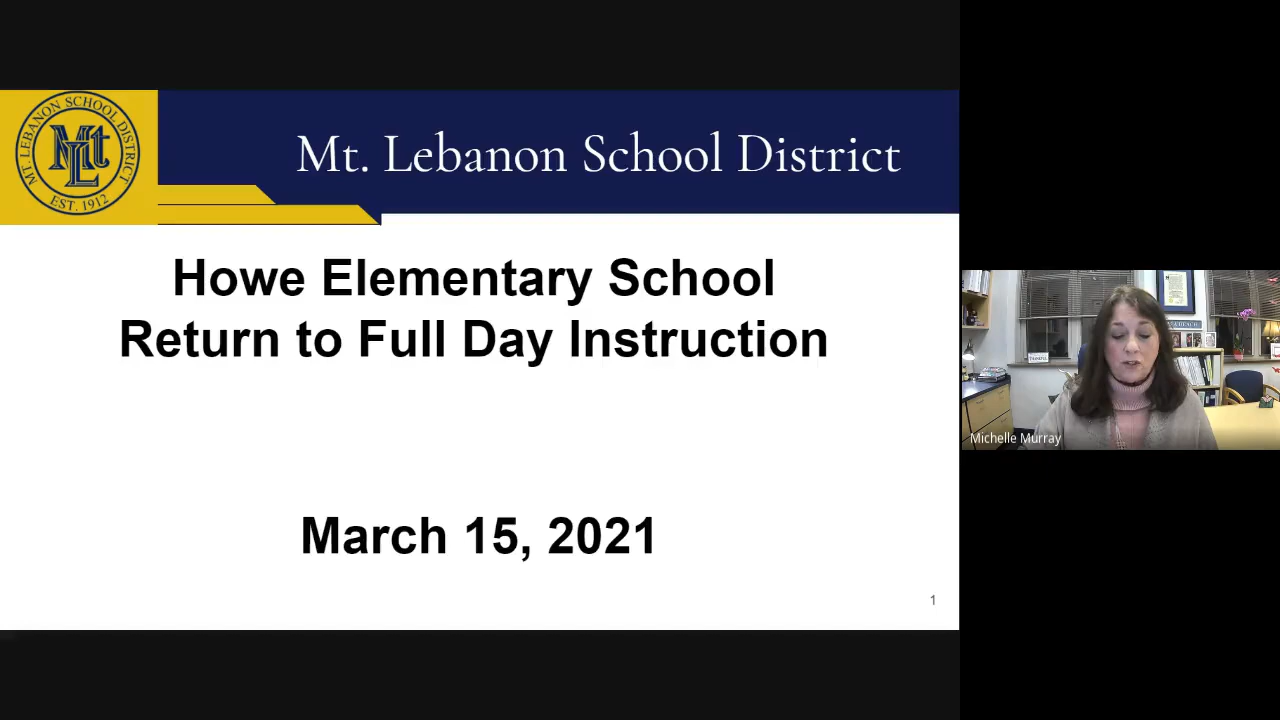 MT. LEBANON SCHOOL DISTRICT
MtL
EST. 1912
Mt. Lebanon School District
Howe Elementary School
Return to Full Day Instruction
March 15, 2021
1
Michelle Murray